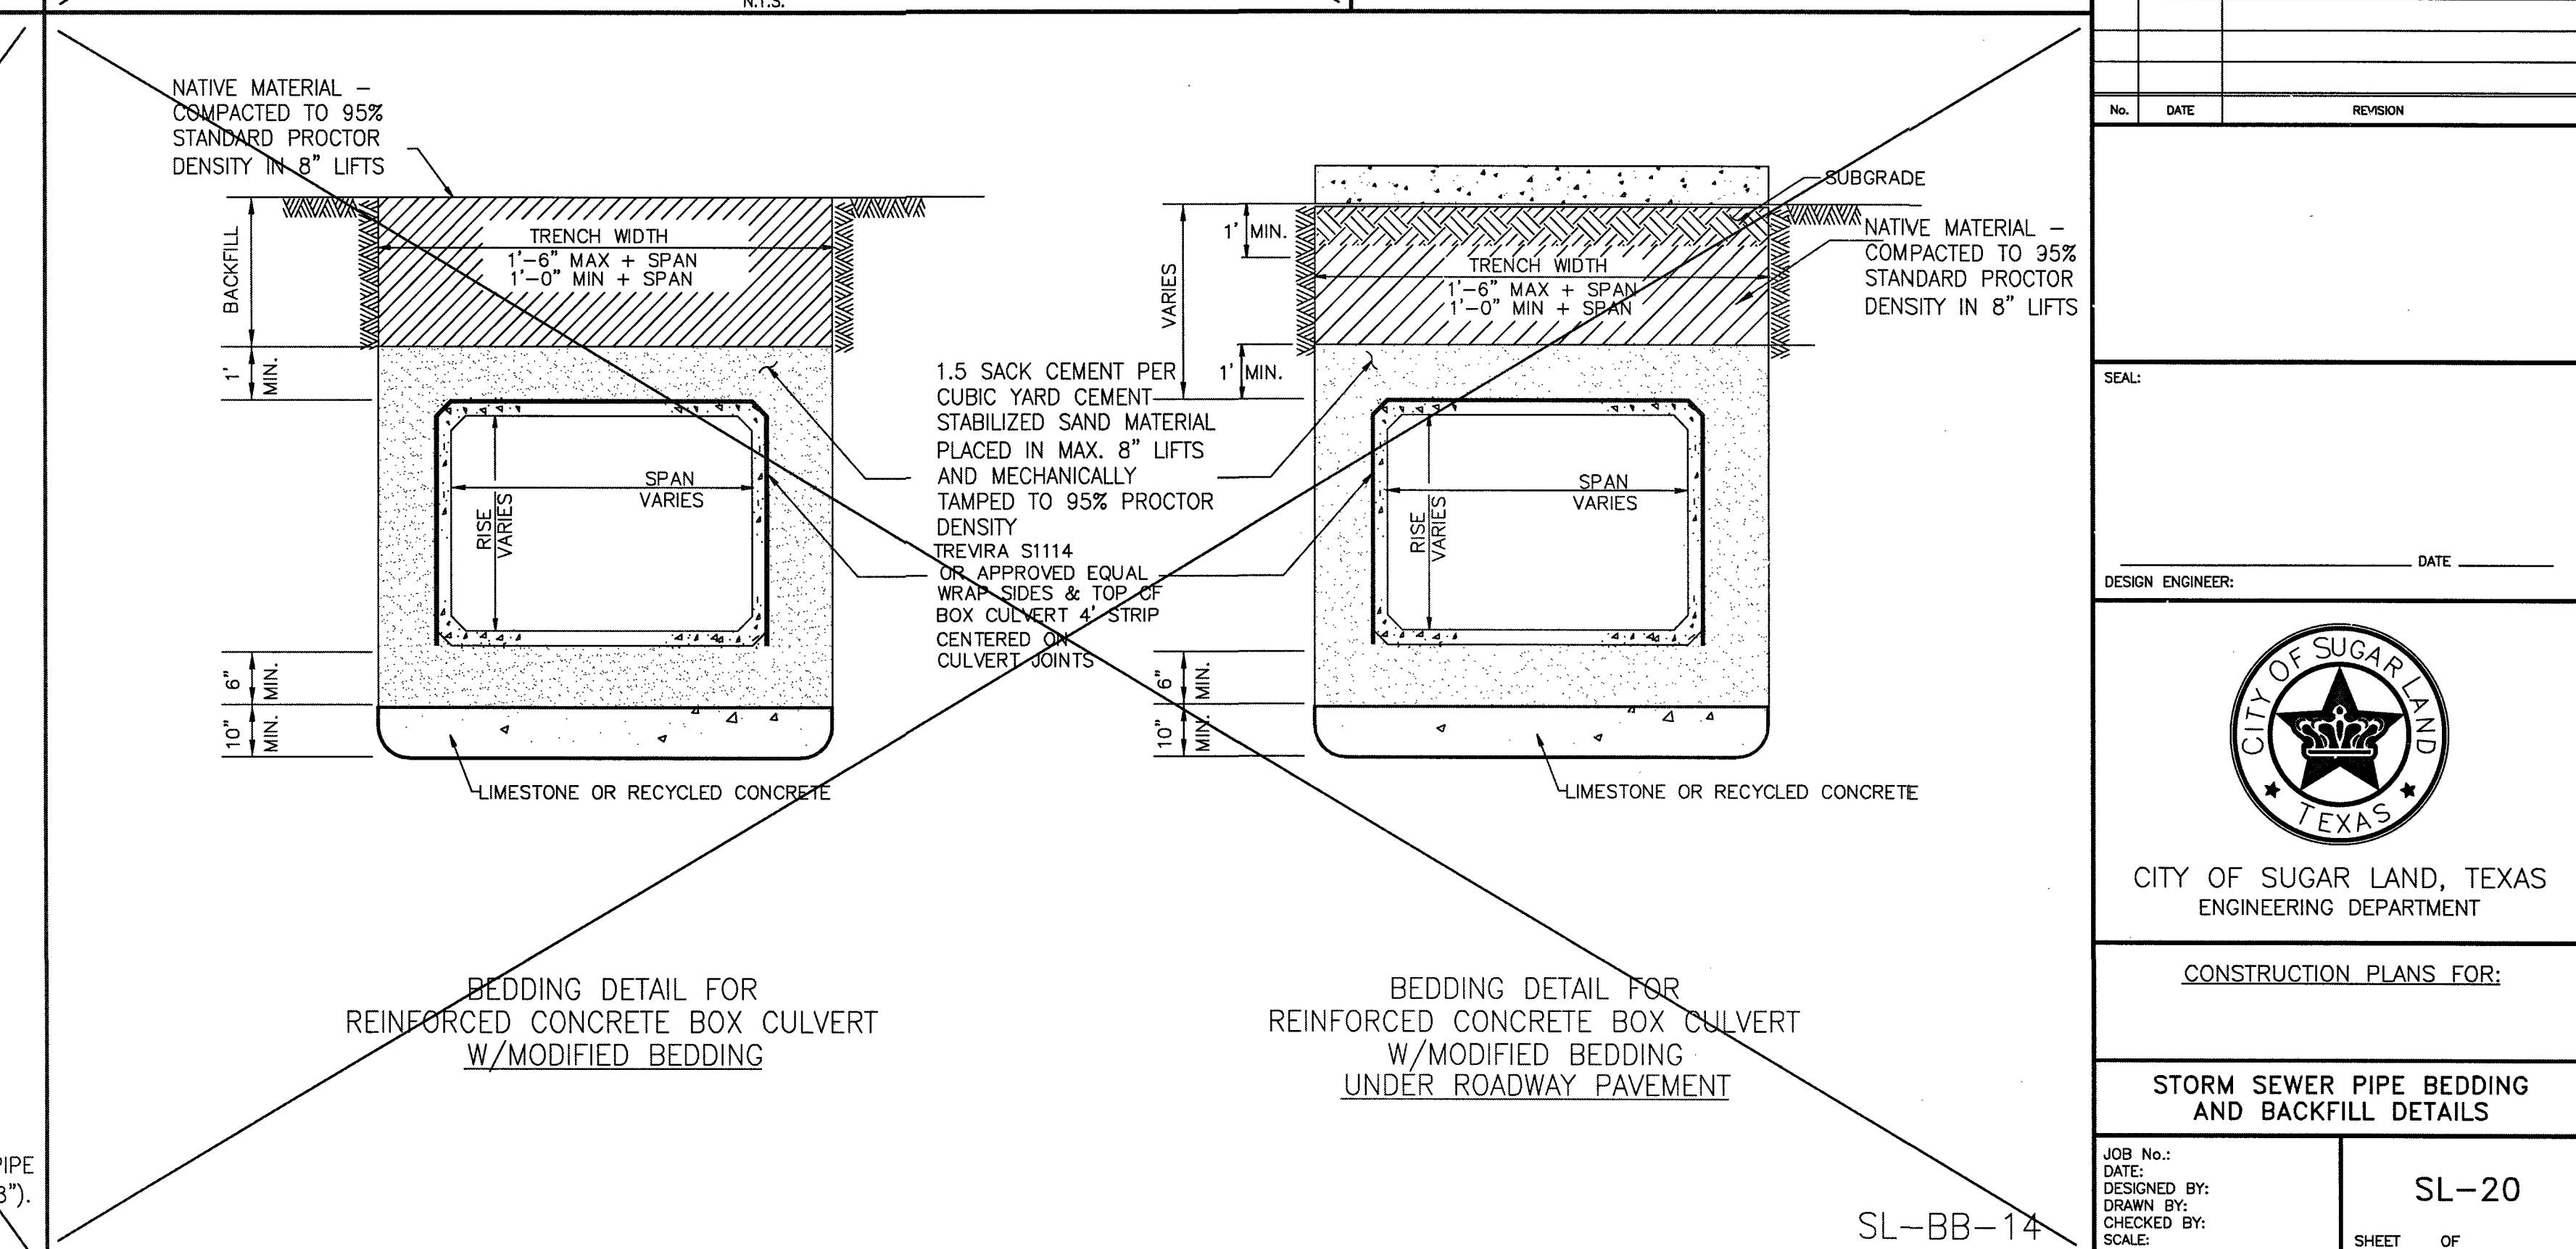 N.T.S.
NATIVE MATERIAL –
COMPACTED TO 95%
STANDARD PROCTOR
DENSITY IN 8" LIFTS
BACKFILL
TRENCH WIDTH
1'-6" MAX + SPAN
1'-0" MIN + SPAN
1'
MIN.
SPAN
VARIES
RISE
VARIES
6"
MIN.
10"
MIN.
LIMESTONE OR RECYCLED CONCRETE
BEDDING DETAIL FOR
REINFORCED CONCRETE BOX CULVERT
W/MODIFIED BEDDING
1.5 SACK CEMENT PER
CUBIC YARD CEMENT
STABILIZED SAND MATERIAL
PLACED IN MAX. 8" LIFTS
AND MECHANICALLY
TAMPED TO 95% PROCTOR
DENSITY
TREVIRA S1114
OR APPROVED EQUAL
WRAP SIDES & TOP OF
BOX CULVERT 4' STRIP
CENTERED ON
CULVERT JOINTS
SUBGRADE
NATIVE MATERIAL –
COMPACTED TO 95%
STANDARD PROCTOR
DENSITY IN 8" LIFTS
1' MIN.
VARIES
TRENCH WIDTH
1'-6" MAX + SPAN
1'-0" MIN + SPAN
1' MIN.
SPAN
VARIES
RISE
VARIES
6"
MIN.
10"
MIN.
LIMESTONE OR RECYCLED CONCRETE
BEDDING DETAIL FOR
REINFORCED CONCRETE BOX CULVERT
W/MODIFIED BEDDING
UNDER ROADWAY PAVEMENT
SL-BB-14
PIPE
8").
No. DATE REVISION
SEAL:
DATE
DESIGN ENGINEER:
CITY OF SUGAR LAND
TEXAS
CITY OF SUGAR LAND, TEXAS
ENGINEERING DEPARTMENT
CONSTRUCTION PLANS FOR:
STORM SEWER PIPE BEDDING
AND BACKFILL DETAILS
JOB No.:
DATE:
DESIGNED BY:
DRAWN BY:
CHECKED BY:
SCALE:
SL-20
SHEET OF